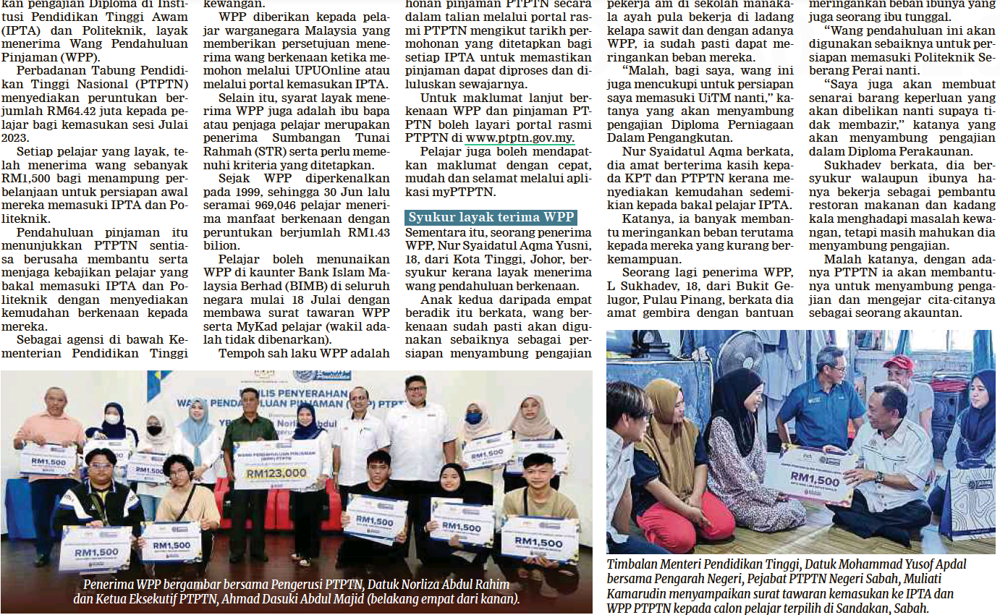 kan pengajian Diploma di Insti-
tusi Pendidikan Tinggi Awam
(IPTA) dan Politeknik, layak
menerima Wang Pendahuluan
Pinjaman (WPP).
Perbadanan Tabung Pendidi-
kan Tinggi Nasional (PTPTN)
menyediakan peruntukan ber-
jumlah RM64.42 juta kepada pe-
lajar bagi kemasukan sesi Julai
2023.
Setiap pelajar yang layak, te-
lah menerima wang sebanyak
RM1,500 bagi menampung per-
belanjaan untuk persiapan awal
mereka memasuki IPTA dan Po-
liteknik.
Pendahuluan pinjaman itu
menunjukkan PTPTN sentia-
sa berusaha membantu serta
menjaga kebajikan pelajar yang
bakal memasuki IPTA dan Po-
liteknik dengan menyediakan
kemudahan berkenaan kepada
mereka.
Sebagai agensi di bawah Ke-
menterian Pendidikan Tinggi
kewangan.
WPP diberikan kepada pela-
jar warganegara Malaysia yang
memberikan persetujuan mene-
rima wang berkenaan ketika me-
mohon melalui UPUOnline atau
melalui portal kemasukan IPTA.
Selain itu, syarat layak mene-
rima WPP juga adalah ibu bapa
atau penjaga pelajar merupakan
penerima Sumbangan Tunai
Rahmah (STR) serta perlu meme-
nuhi kriteria yang ditetapkan.
Sejak WPP diperkenalkan
pada 1999, sehingga 30 Jun lalu
seramai 969,046 pelajar meneri-
ma manfaat berkenaan dengan
peruntukan berjumlah RM1.43
bilion.
Pelajar boleh menunaikan
WPP di kaunter Bank Islam Ma-
laysia Berhad (BIMB) di seluruh
negara mulai 18 Julai dengan
membawa surat tawaran WPP
serta MyKad pelajar (wakil ada-
lah tidak dibenarkan).
Tempoh sah laku WPP adalah
honan pinjaman PTPTN secara
dalam talian melalui portal ras-
mi PTPTN mengikut tarikh per-
mohonan yang ditetapkan bagi
setiap IPTA untuk memastikan
pinjaman dapat diproses dan di-
luluskan sewajarnya.
Untuk maklumat lanjut ber-
kenaan WPP dan pinjaman PT-
PTN boleh layari portal rasmi
PTPTN di www.ptptn.gov.my.
Pelajar juga boleh mendapat-
kan maklumat dengan cepat,
mudah dan selamat melalui apli-
kasi myPTPTN.
Syukur layak terima WPP
Sementara itu, seorang penerima
WPP, Nur Syaidatul Aqma Yusni,
18, dari Kota Tinggi, Johor, ber-
syukur kerana layak menerima
wang pendahuluan berkenaan.
Anak kedua daripada empat
beradik itu berkata, wang ber-
kenaan sudah pasti akan digu-
nakan sebaiknya sebagai per-
siapan menyambung pengajian
pekerja am di sekolah manaka-
la ayah pula bekerja di ladang
kelapa sawit dan dengan adanya
WPP, ia sudah pasti dapat me-
ringankan beban mereka.
“Malah, bagi saya, wang ini
juga mencukupi untuk persiapan
saya memasuki UiTM nanti,” ka-
tanya yang akan menyambung
pengajian Diploma Perniagaan
Dalam Pengangkutan.
Nur Syaidatul Aqma berkata,
dia amat berterima kasih kepa-
da KPT dan PTPTN kerana me-
nyediakan kemudahan sedemi-
kian kepada bakal pelajar IPTA.
Katanya, ia banyak memban-
tu meringankan beban terutama
kepada mereka yang kurang ber-
kemampuan.
Seorang lagi penerima WPP,
L Sukhadev, 18, dari Bukit Ge-
lugor, Pulau Pinang, berkata dia
amat gembira dengan bantuan
meringankan beban ibunya yang
juga seorang ibu tunggal.
“Wang pendahuluan ini akan
digunakan sebaiknya untuk per-
siapan memasuki Politeknik Se-
berang Perai nanti.
“Saya juga akan membuat
senarai barang keperluan yang
akan dibelikan nanti supaya ti-
dak membazir,” katanya yang
akan menyambung pengajian
dalam Diploma Perakaunan.
Sukhadev berkata, dia ber-
syukur walaupun ibunya ha-
nya bekerja sebagai pembantu
restoran makanan dan kadang
kala menghadapi masalah kewa-
ngan, tetapi masih mahukan dia
menyambung pengajian.
Malah katanya, dengan ada-
nya PTPTN ia akan membantu-
nya untuk menyambung penga-
jian dan mengejar cita-citanya
sebagai seorang akauntan.
Pendidikan
PENYERAHAN
PENDAHULUAN PINJAMAN
Norliza Abdul
RM1,500
RM1,500
RM1,500
WANG PENDAHULUAN PINJAMAN
(WPP) PTPTN
RM123,000
RM1,500
RM1,500
RM1,500
RM1,500
RM1,500
RM1,500
Penerima WPP bergambar bersama Pengerusi PTPTN, Datuk Norliza Abdul Rahim
dan Ketua Eksekutif PTPTN, Ahmad Dasuki Abdul Majid (belakang empat dari kanan).
RM1,500
Timbalan Menteri Pendidikan Tinggi, Datuk Mohammad Yusof Apdal
bersama Pengarah Negeri, Pejabat PTPTN Negeri Sabah, Muliati
Kamarudin menyampaikan surat tawaran kemasukan ke IPTA dan
WPP PTPTN kepada calon pelajar terpilih di Sandakan, Sabah.